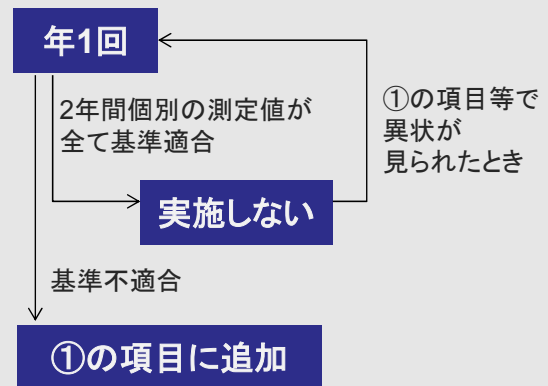 年1回
2年間個別の測定値が
全て基準適合
①の項目等で
異状が
見られたとき
実施しない
基準不適合
①の項目に追加